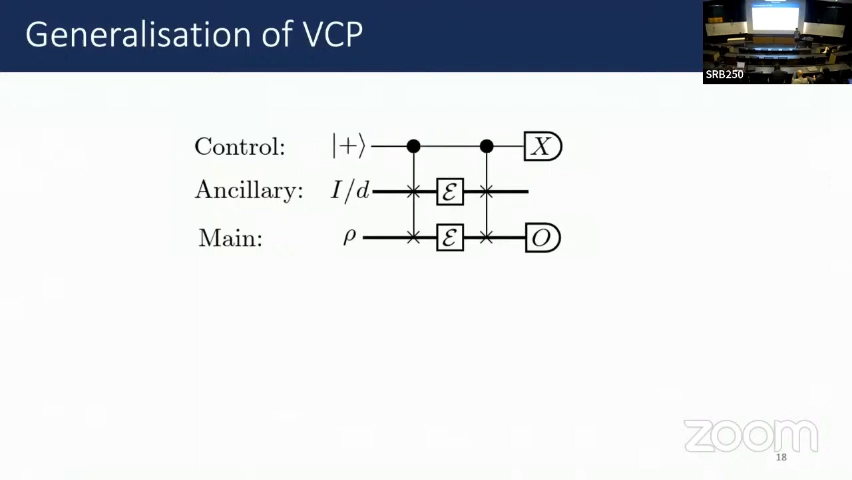 Generalisation of VCP
SRB250
Control: |+⟩ X
Ancillary: I/d ℰ
Main: ρ ℰ O
zoom
18